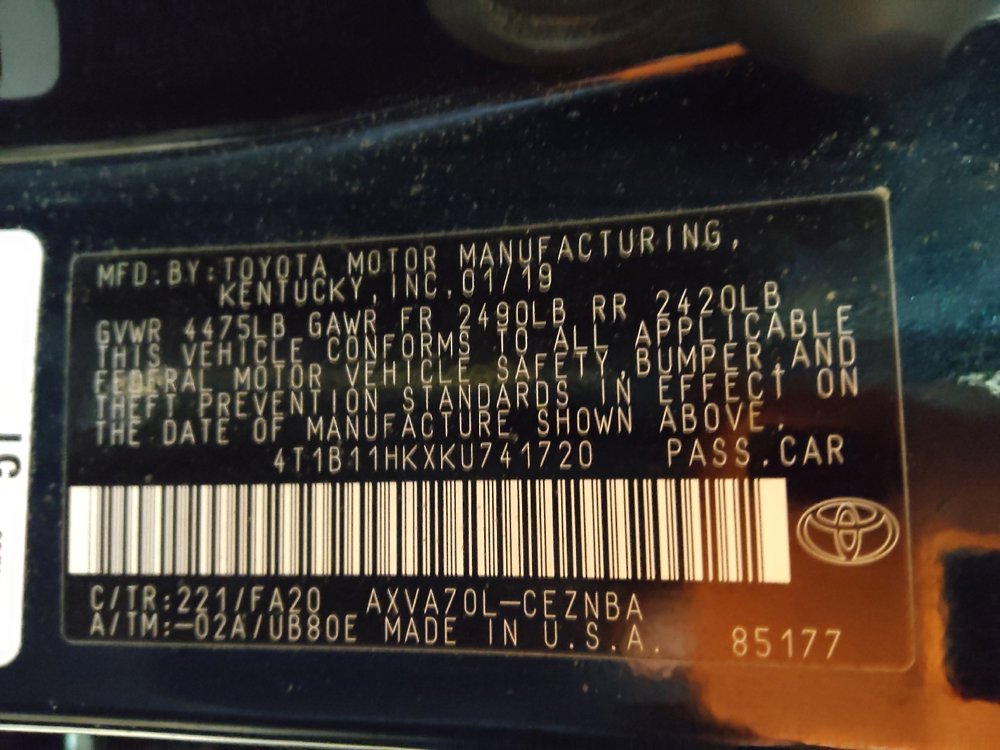 MFD.BY:TOYOTA MOTOR MANUFACTURING,
KENTUCKY,INC.01/19
GVWR 4475LB GAWR FR 2490LB RR 2420LB
THIS VEHICLE CONFORMS TO ALL APPLICABLE
FEDERAL MOTOR VEHICLE SAFETY,BUMPER,AND
THEFT PREVENTION STANDARDS IN EFFECT ON
THE DATE OF MANUFACTURE SHOWN ABOVE.
4T1B11HKXKU741720 PASS.CAR
C/TR:221/FA20 AXVA70L-CEZNBA
A/TM:-02A/UB80E MADE IN U.S.A.
85177